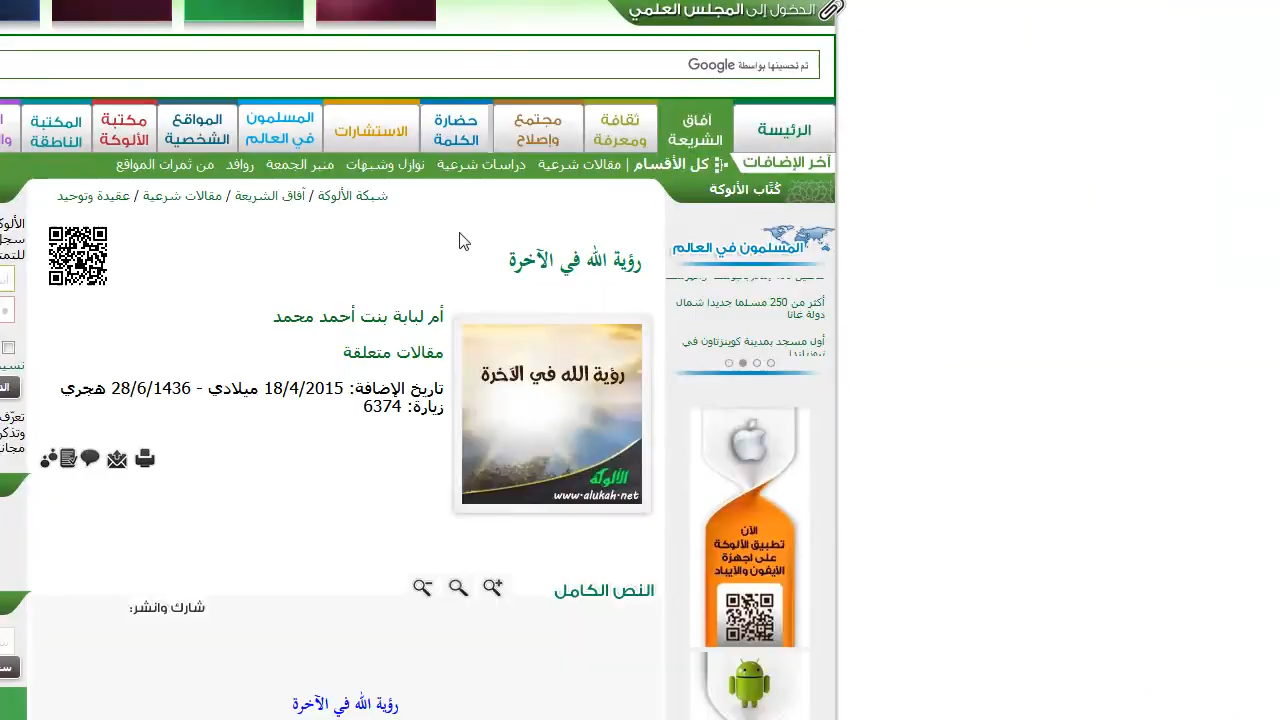 الدخول إلى المجلس العلمي
تم تحسينها بواسطة Google
الرئيسة
آفاق الشريعة
ثقافة ومعرفة
مجتمع وإصلاح
حضارة الكلمة
الاستشارات
المسلمون في العالم
المواقع الشخصية
مكتبة الألوكة
المكتبة الناطقة
آخر الإضافات
كل الأقسام | مقالات شرعية دراسات شرعية نوازل وشبهات منبر الجمعة روافد من ثمرات المواقع
كُتَّاب الألوكة
شبكة الألوكة / آفاق الشريعة / مقالات شرعية / عقيدة وتوحيد
المسلمون في العالم
أكثر من 250 مسلما جديدا شمال
دولة غانا
أول مسجد بمدينة كوينزتاون في
نيوزيلندا
رؤية الله في الآخرة
أم لبابة بنت أحمد محمد
مقالات متعلقة
تاريخ الإضافة: 18/4/2015 ميلادي - 28/6/1436 هجري
زيارة: 6374
رؤية الله في الآخرة
الألوكة
www.alukah.net
الآن
تطبيق الألوكة
على اجهزة
الآيفون والآيباد
النص الكامل
شارك وانشر:
رؤية الله في الآخرة